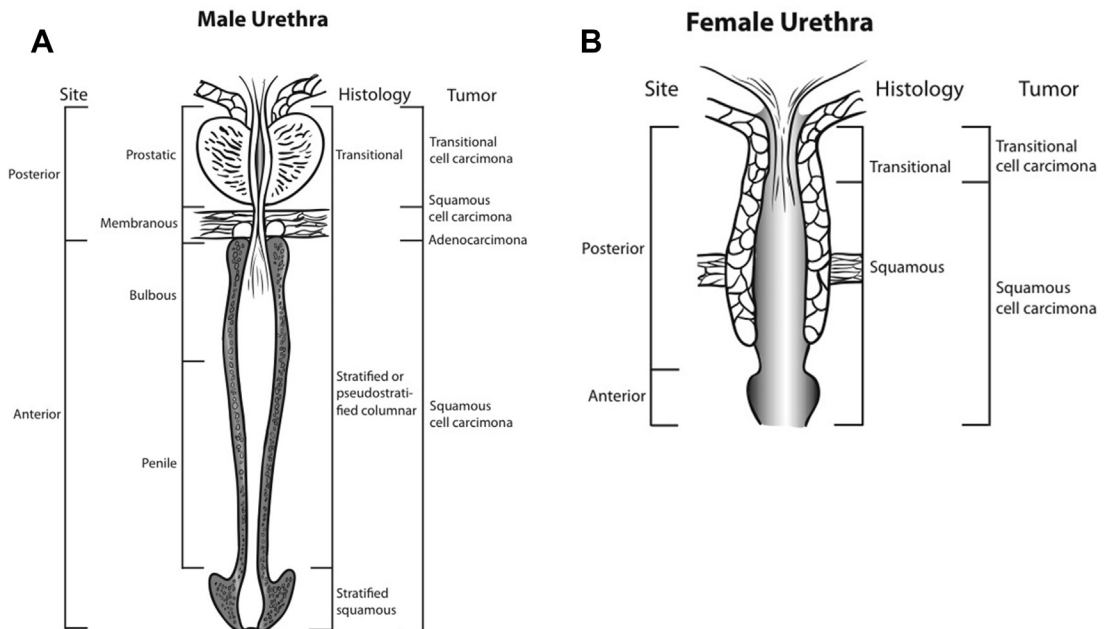 Male Urethra
A
Site
Histology
Tumor
Posterior
Anterior
Prostatic
Membranous
Bulbous
Penile
Transitional
Stratified or
pseudostrati-
fied columnar
Stratified
squamous
Transitional
cell carcimona
Squamous
cell carcimona
Adenocarcimona
Squamous
cell carcimona
Female Urethra
B
Site
Histology
Tumor
Posterior
Anterior
Transitional
Squamous
Transitional
cell carcimona
Squamous
cell carcimona